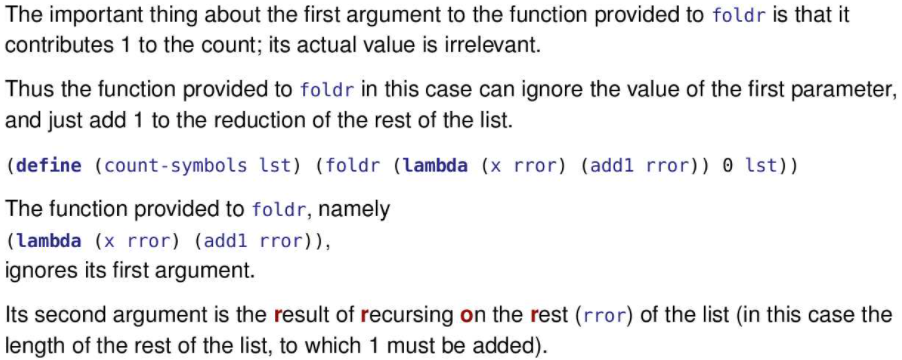 The important thing about the first argument to the function provided to foldr is that it
contributes 1 to the count; its actual value is irrelevant.
Thus the function provided to foldr in this case can ignore the value of the first parameter,
and just add 1 to the reduction of the rest of the list.
(define (count-symbols lst) (foldr (lambda (x rror) (add1 rror)) 0 lst))
The function provided to foldr, namely
(lambda (x rror) (add1 rror)),
ignores its first argument.
Its second argument is the result of recursing on the rest (rror) of the list (in this case the
length of the rest of the list, to which 1 must be added).